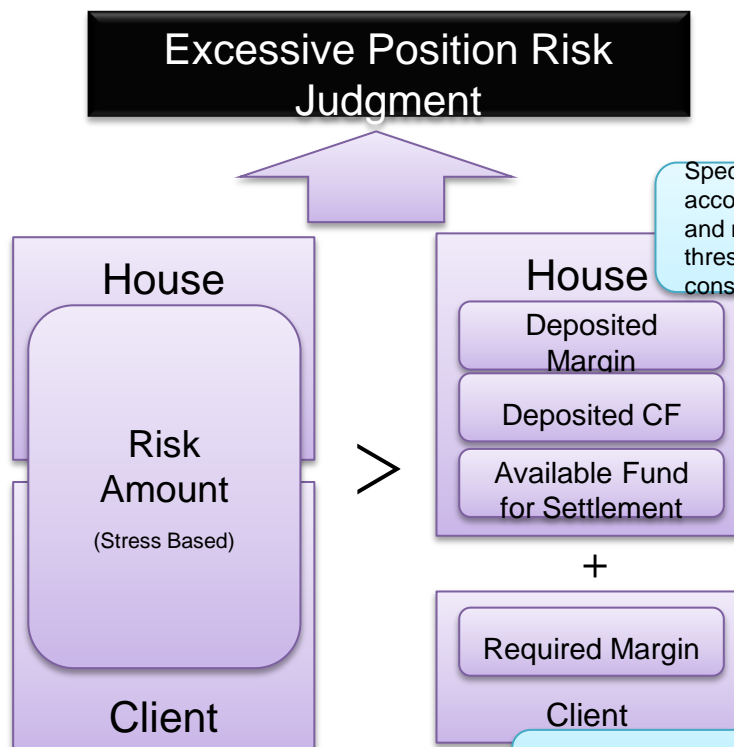 Excessive Position Risk
Judgment
House
Risk
Amount
(Stress Based)
Client
>
House
Deposited
Margin
Deposited CF
Available Fund
for Settlement
+
Required Margin
Client
and